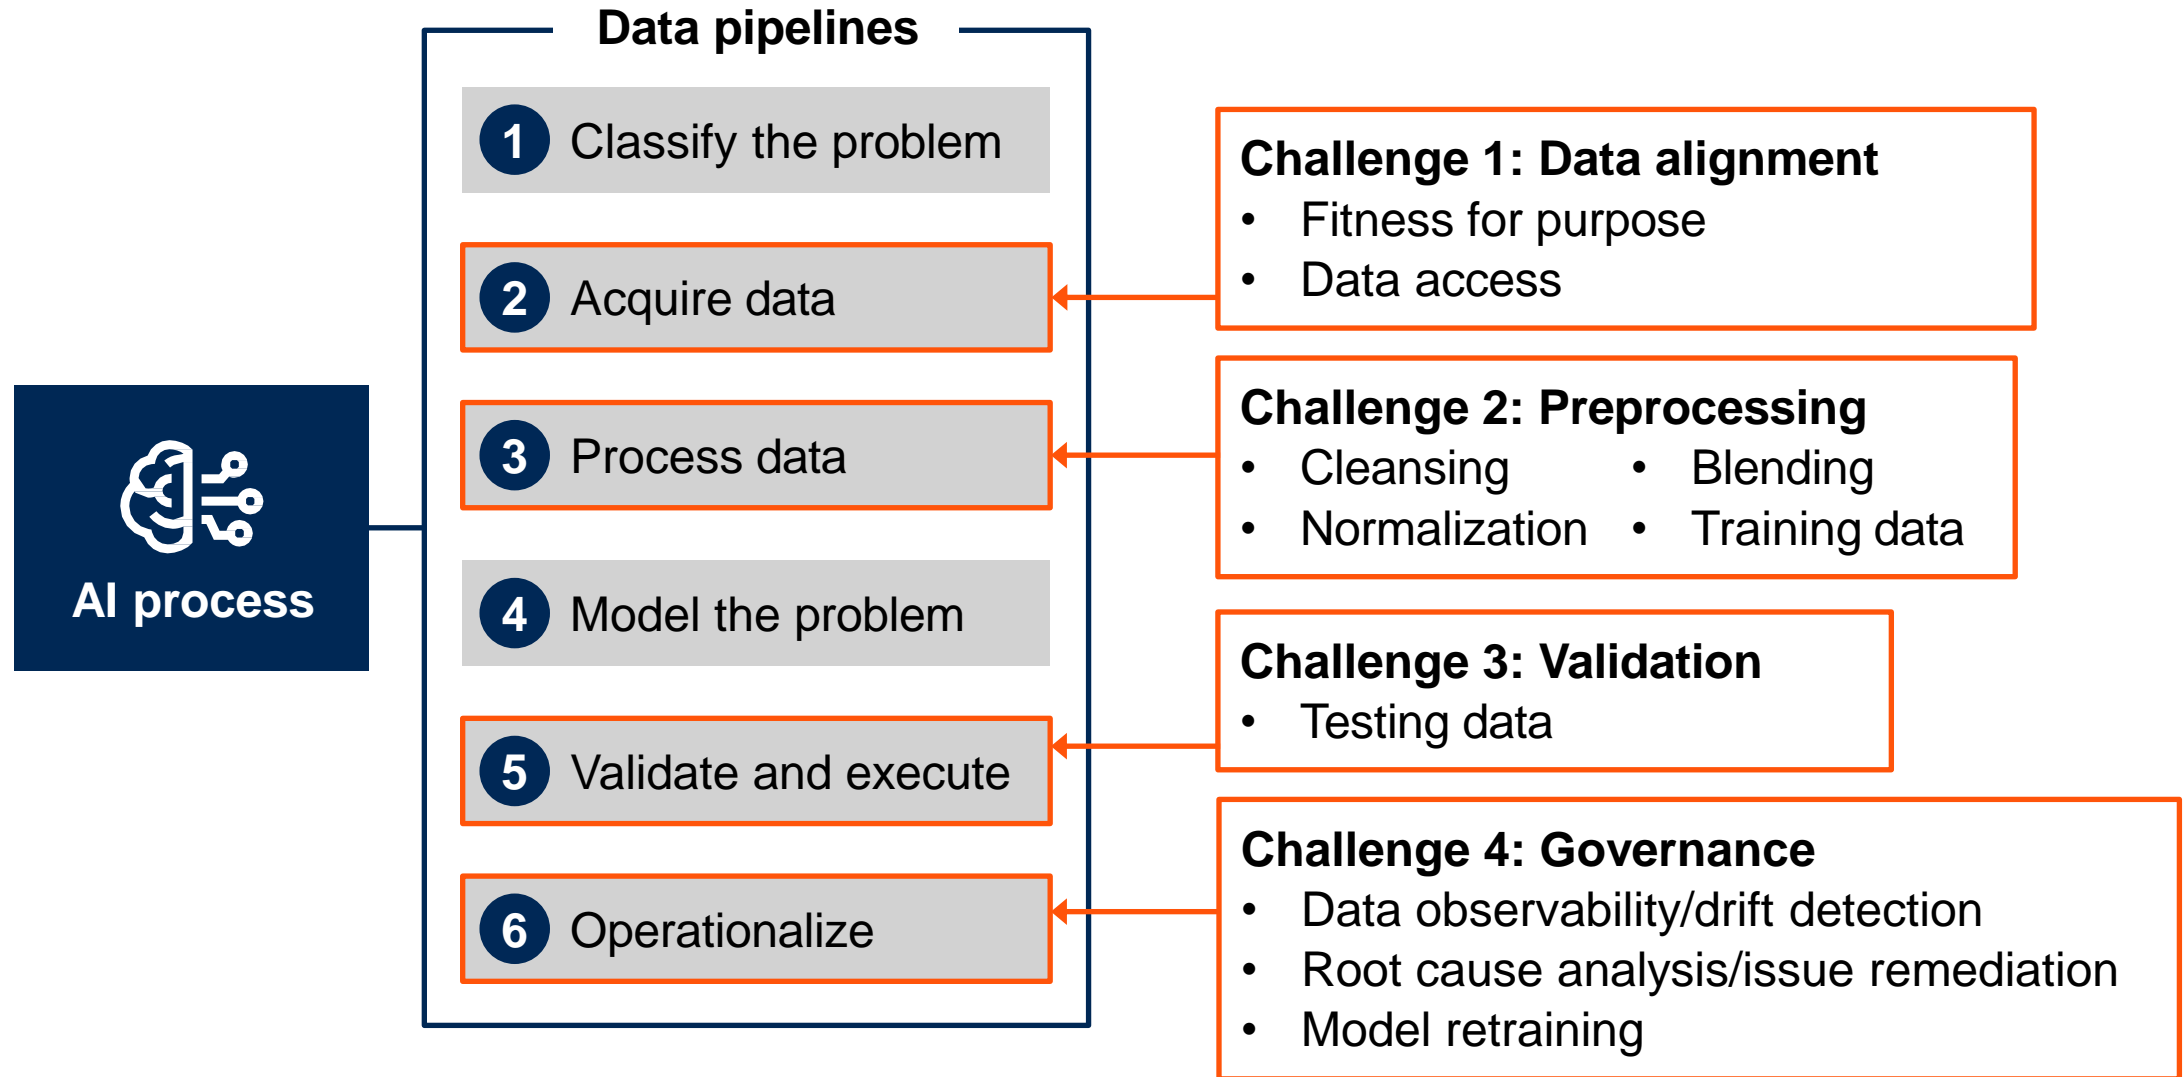 Data pipelines
1 Classify the problem
2 Acquire data
3 Process data
4 Model the problem
5 Validate and execute
6 Operationalize
AI process
Challenge 1: Data alignment
• Fitness for purpose
• Data access
Challenge 2: Preprocessing
• Cleansing • Blending
• Normalization • Training data
Challenge 3: Validation
• Testing data
Challenge 4: Governance
• Data observability/drift detection
• Root cause analysis/issue remediation
• Model retraining